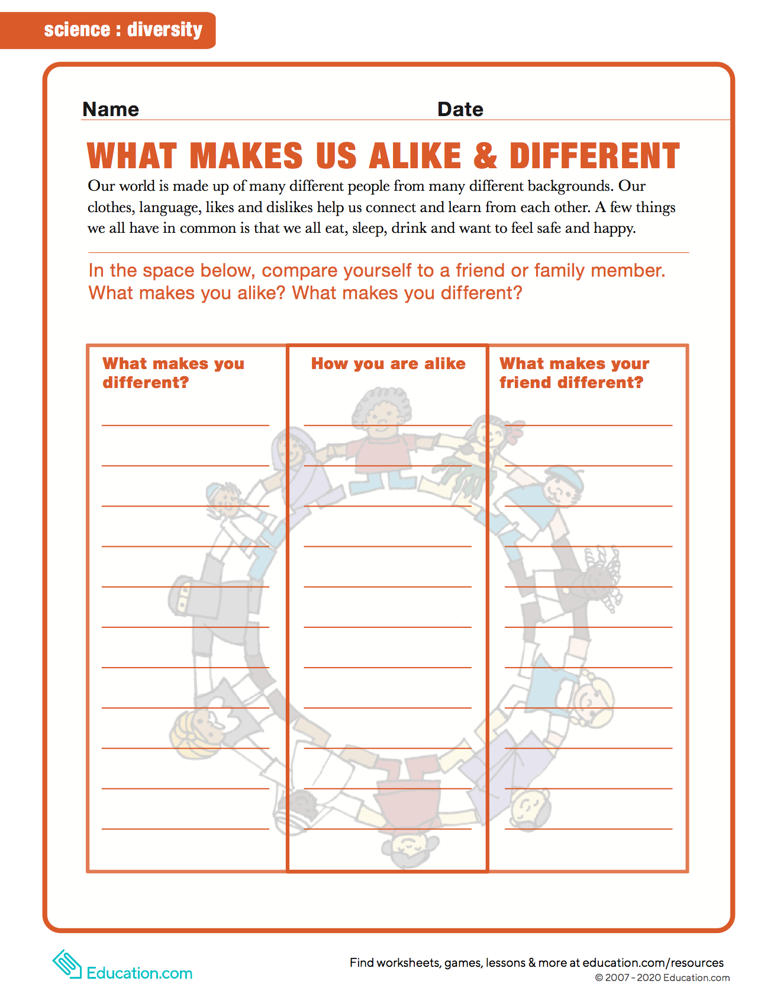 science : diversity
Name Date
WHAT MAKES US ALIKE & DIFFERENT
Our world is made up of many different people from many different backgrounds. Our
clothes, language, likes and dislikes help us connect and learn from each other. A few things
we all have in common is that we all eat, sleep, drink and want to feel safe and happy.
In the space below, compare yourself to a friend or family member.
What makes you alike? What makes you different?
What makes you
different?
How you are alike
What makes your
friend different?
Education.com
Find worksheets, games, lessons & more at education.com/resources
© 2007 - 2020 Education.com